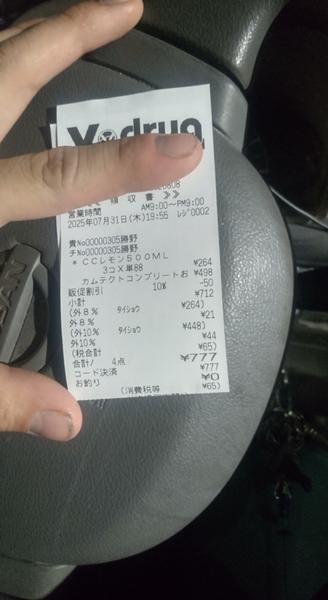 Y drug
領 収 書 >>
営業時間 AM9:00~PM9:00
2025年07月31日(木)19:55 レジ0002
責No00000305勝野
チNo00000305勝野
* CCレモン500ML ¥264
3コX単88
カムテクトコンプリートお ¥498
販促割引 10% -50
小計 ¥712
(外8% タイショウ ¥264)
外8% ¥21
(外10% タイショウ ¥448)
外10% ¥44
(税合計 ¥65)
合計/ 4点 ¥777
コード決済 ¥777
お釣り ¥0
(消費税等 ¥65)